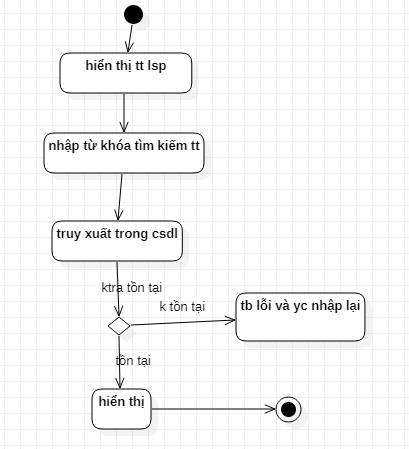 hiển thị tt lsp
nhập từ khóa tìm kiếm tt
truy xuất trong csdl
ktra tồn tại
k tồn tại
tb lỗi và yc nhập lại
tồn tại
hiển thị